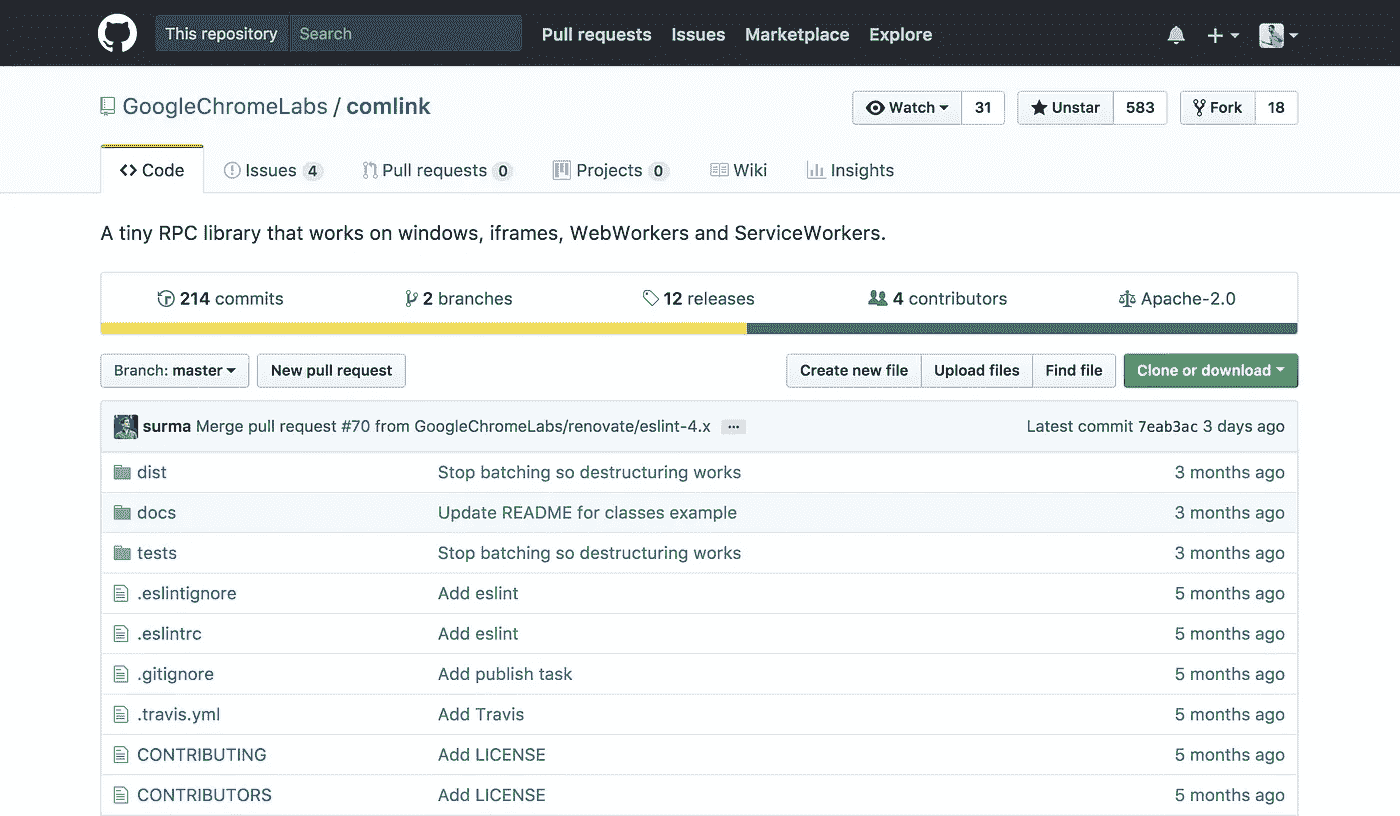 This repository Search Pull requests Issues Marketplace Explore
GoogleChromeLabs / comlink Watch 31 Unstar 583 Fork 18
Code Issues 4 Pull requests 0 Projects 0 Wiki Insights
A tiny RPC library that works on windows, iframes, WebWorkers and ServiceWorkers.
214 commits 2 branches 12 releases 4 contributors Apache-2.0
Branch: master New pull request Create new file Upload files Find file Clone or download
surma Merge pull request #70 from GoogleChromeLabs/renovate/eslint-4.x ... Latest commit 7eab3ac 3 days ago
dist Stop batching so destructuring works 3 months ago
docs Update README for classes example 3 months ago
tests Stop batching so destructuring works 3 months ago
.eslintignore Add eslint 5 months ago
.eslintrc Add eslint 5 months ago
.gitignore Add publish task 5 months ago
.travis.yml Add Travis 5 months ago
CONTRIBUTING Add LICENSE 5 months ago
CONTRIBUTORS Add LICENSE 5 months ago